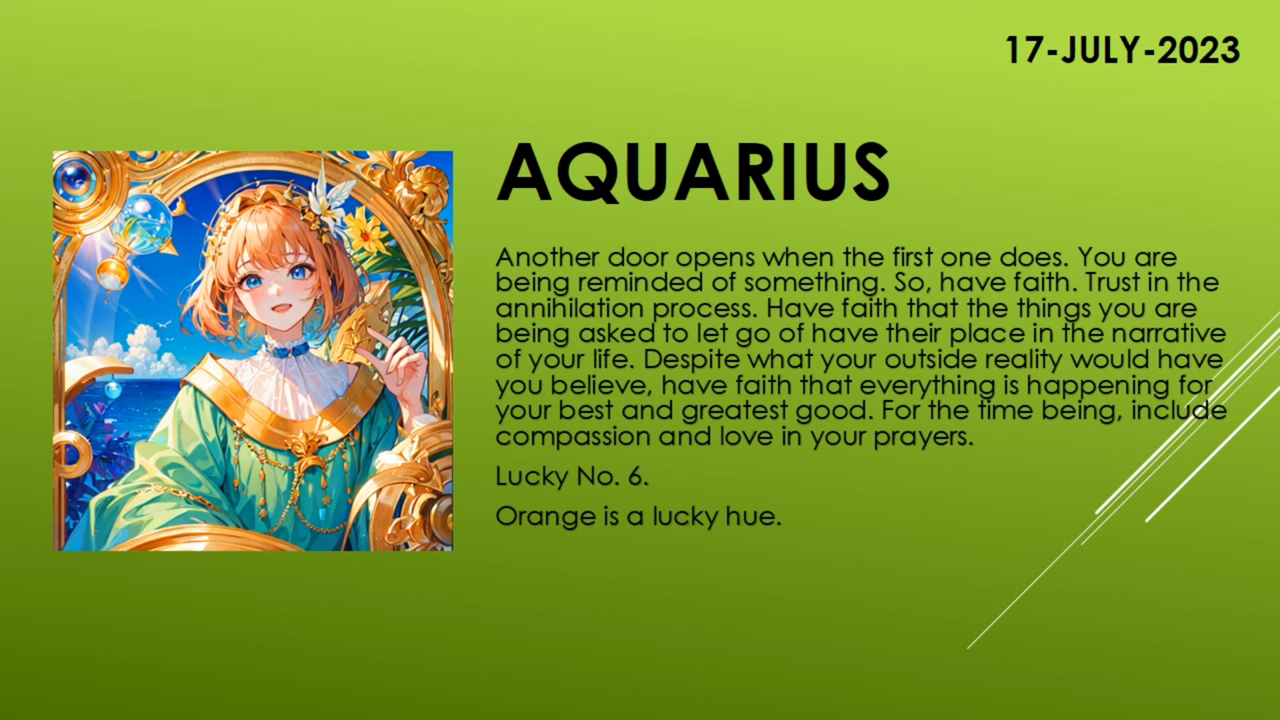 17-JULY-2023
AQUARIUS
Another door opens when the first one does. You are
being reminded of something. So, have faith. Trust in the
annihilation process. Have faith that the things you are
being asked to let go of have their place in the narrative
of your life. Despite what your outside reality would have
you believe, have faith that everything is happening for
your best and greatest good. For the time being, include
compassion and love in your prayers.
Lucky No. 6.
Orange is a lucky hue.